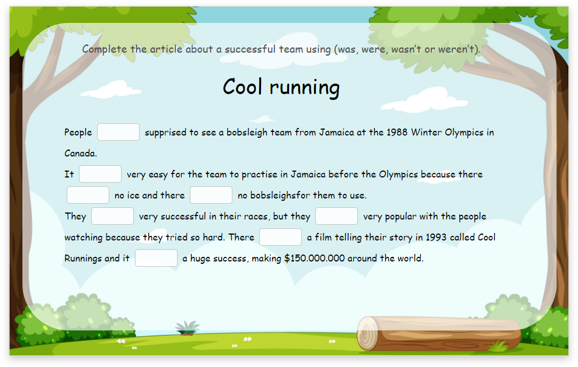 Complete the article about a successful team using (was, were, wasn't or weren't).
Cool running
People supprised to see a bobsleigh team from Jamaica at the 1988 Winter Olympics in
Canada.
It very easy for the team to practise in Jamaica before the Olympics because there
no ice and there no bobsleighsfor them to use.
They very successful in their races, but they very popular with the people
watching because they tried so hard. There a film telling their story in 1993 called Cool
Runnings and it a huge success, making $150.000.000 around the world.